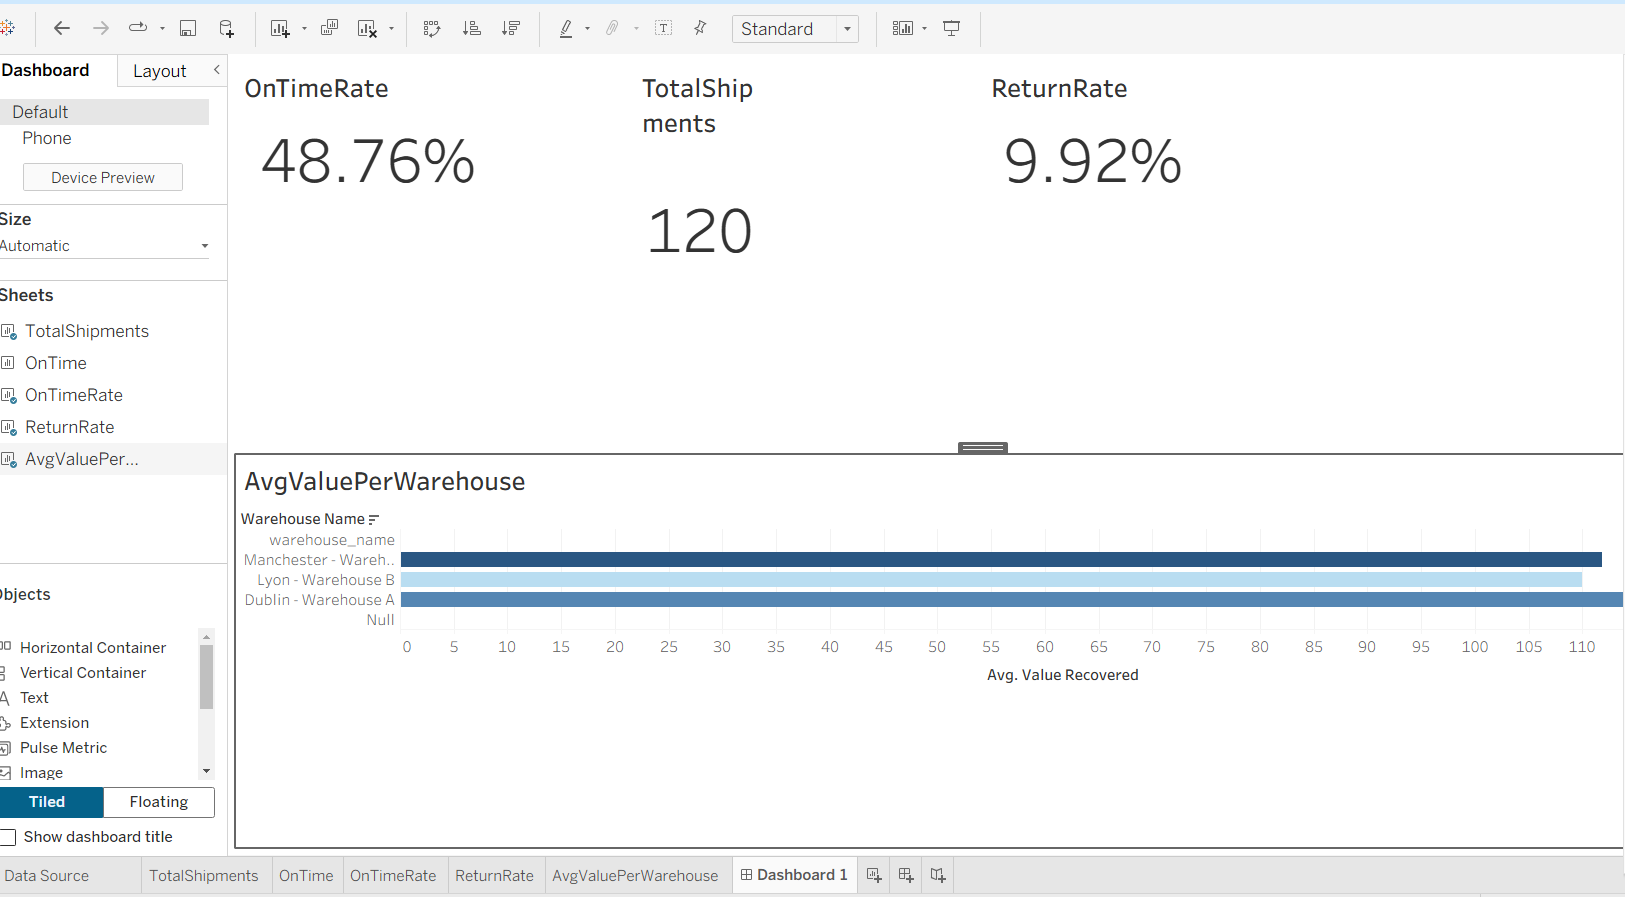 Standard
Dashboard
Layout
Default
Phone
Device Preview
Size
Automatic
Sheets
TotalShipments
OnTime
OnTimeRate
ReturnRate
AvgValuePer...
Objects
Horizontal Container
Vertical Container
Text
Extension
Pulse Metric
Image
Tiled
Floating
Show dashboard title
OnTimeRate
48.76%
TotalShip
ments
120
ReturnRate
9.92%
AvgValuePerWarehouse
Warehouse Name
warehouse_name
Manchester - Wareh..
Lyon - Warehouse B
Dublin - Warehouse A
Null
0 5 10 15 20 25 30 35 40 45 50 55 60 65 70 75 80 85 90 95 100 105 110
Avg. Value Recovered
Data Source TotalShipments OnTime OnTimeRate ReturnRate AvgValuePerWarehouse Dashboard 1